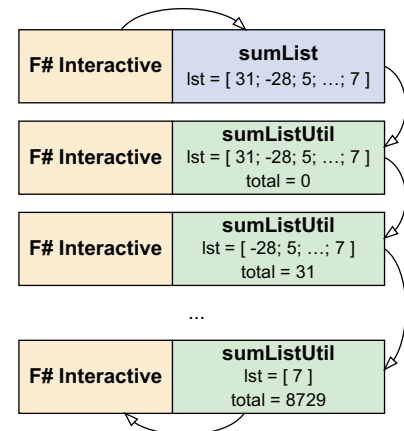 F# Interactive
sumList
lst = [ 31; -28; 5; …; 7 ]
F# Interactive
sumListUtil
lst = [ 31; -28; 5; …; 7 ]
total = 0
F# Interactive
sumListUtil
lst = [ -28; 5; …; 7 ]
total = 31
...
F# Interactive
sumListUtil
lst = [ 7 ]
total = 8729